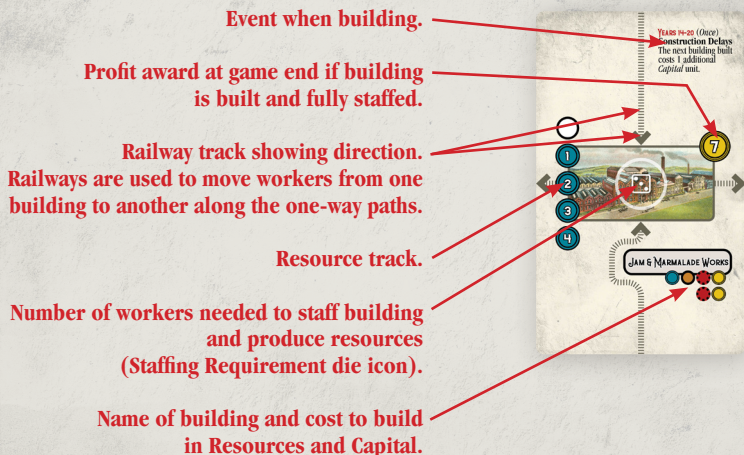 Event when building.
Profit award at game end if building
is built and fully staffed.
Railway track showing direction.
Railways are used to move workers from one
building to another along the one-way paths.
Resource track.
Number of workers needed to staff building
and produce resources
(Staffing Requirement die icon).
Name of building and cost to build
in Resources and Capital.
YEARS 14-20 (Once)
Construction Delays
The next building built
costs 1 additional
Capital unit.
7
1
2
3
4
JAM & MARMALADE WORKS